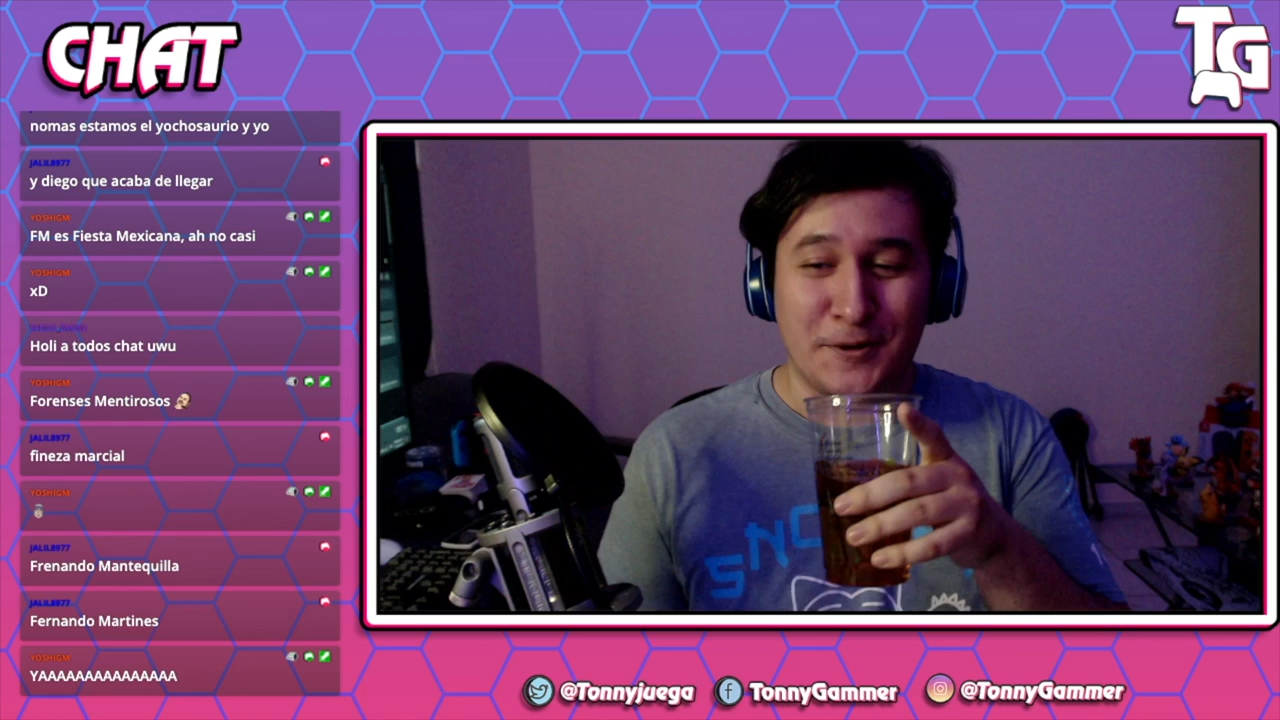 CHAT
TG
nomas estamos el yochosaurio y yo
JALIL8977
y diego que acaba de llegar
YOSHIGM
FM es Fiesta Mexicana, ah no casi
YOSHIGM
xD
Holi a todos chat uwu
YOSHIGM
Forenses Mentirosos
JALIL8977
fineza marcial
YOSHIGM
JALIL8977
Frenando Mantequilla
JALIL8977
Fernando Martines
YOSHIGM
YAAAAAAAAAAAAAAA
@Tonnyjuega
TonnyGammer
@TonnyGammer